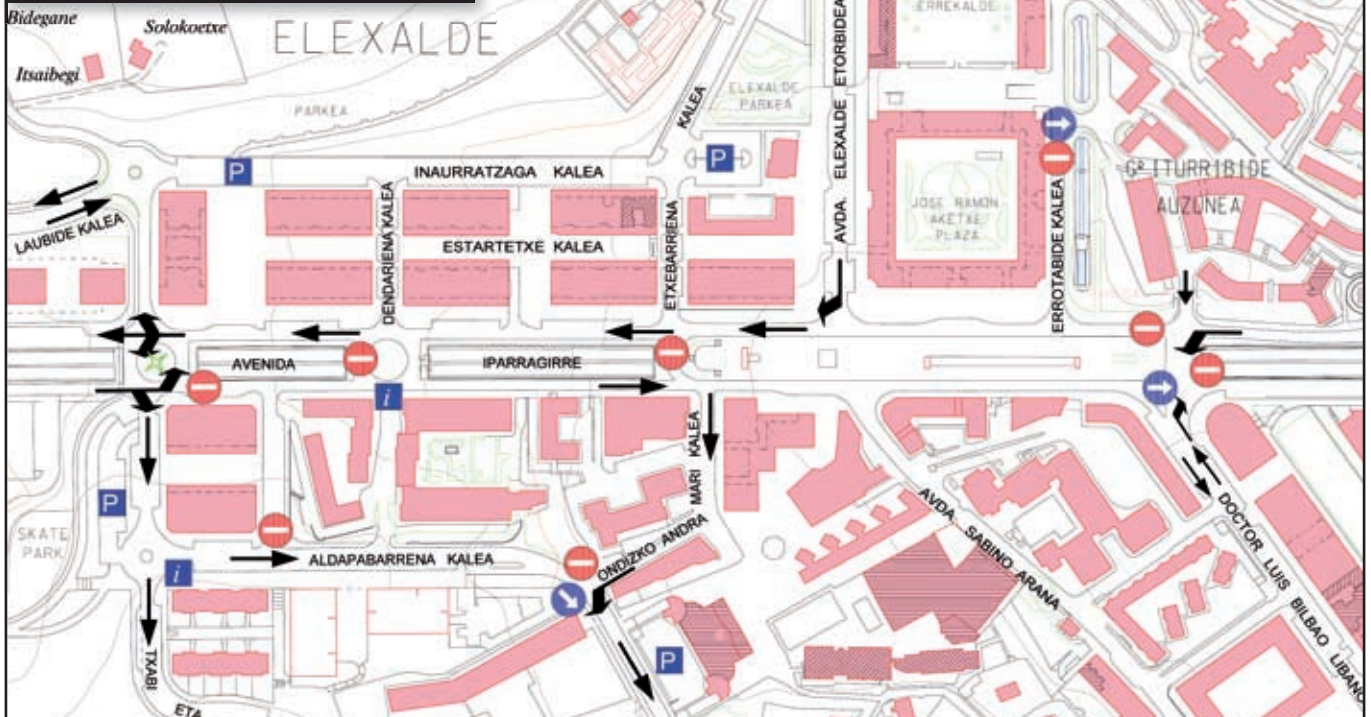 Bidegane
Solokoetxe
ELEXALDE
Itsaibegi
PARKEA
KALEA
ELEXALDE
PARKEA
AVDA. ELEXALDE ETORBIDEA
ERREKALDE
P
P
INAURRATZAGA KALEA
ESTARTETXE KALEA
DENDARIENA KALEA
ETXEBARRIENA
JOSE RAMON
AKETXE
PLAZA
ERROTABIDE KALEA
Gº ITURRIBIDE
AUZUNEA
LAUBIDE KALEA
AVENIDA
IPARRAGIRRE
i
MARI KALEA
P
SKATE
PARK
ALDAPABARRENA KALEA
ONDIZKO ANDRA
AVDA. SABINO ARANA
DOCTOR LUIS BILBAO LIBANO
i
P
TXABI
ETA